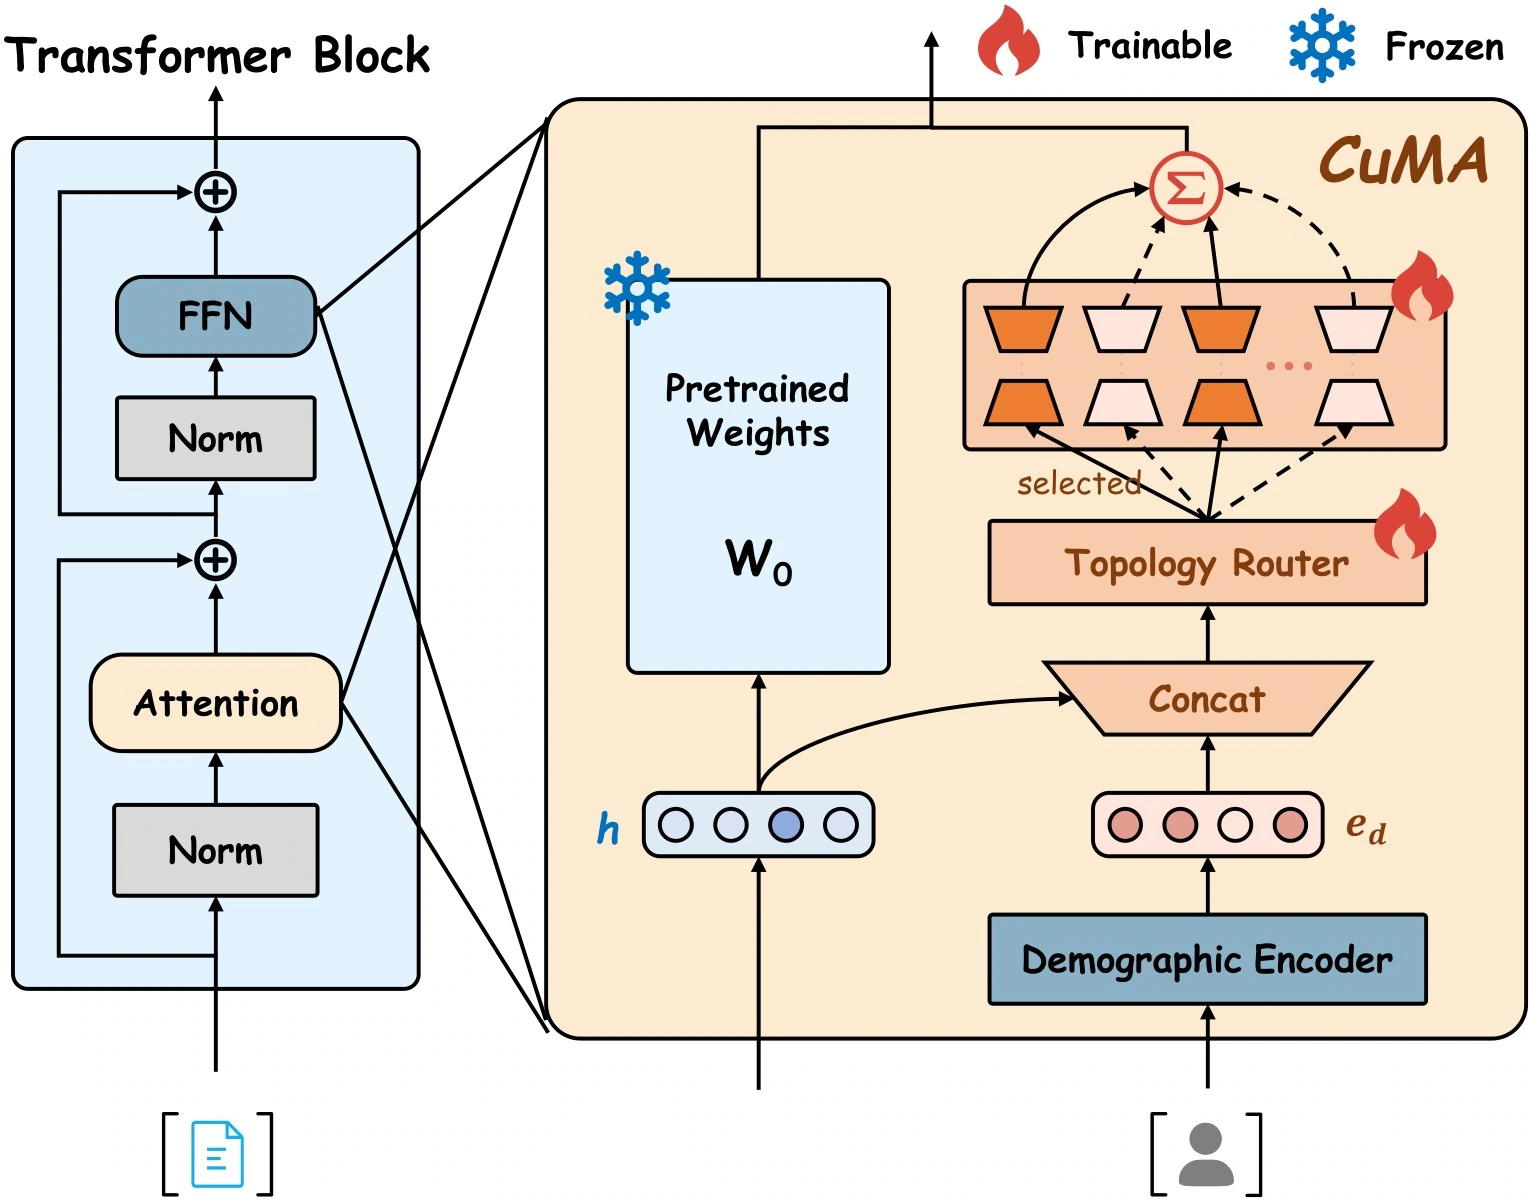 Transformer Block
Trainable
Frozen
CuMA
Σ
FFN
Norm
Attention
Norm
Pretrained
Weights
W0
selected
Topology Router
Concat
h
ed
Demographic Encoder